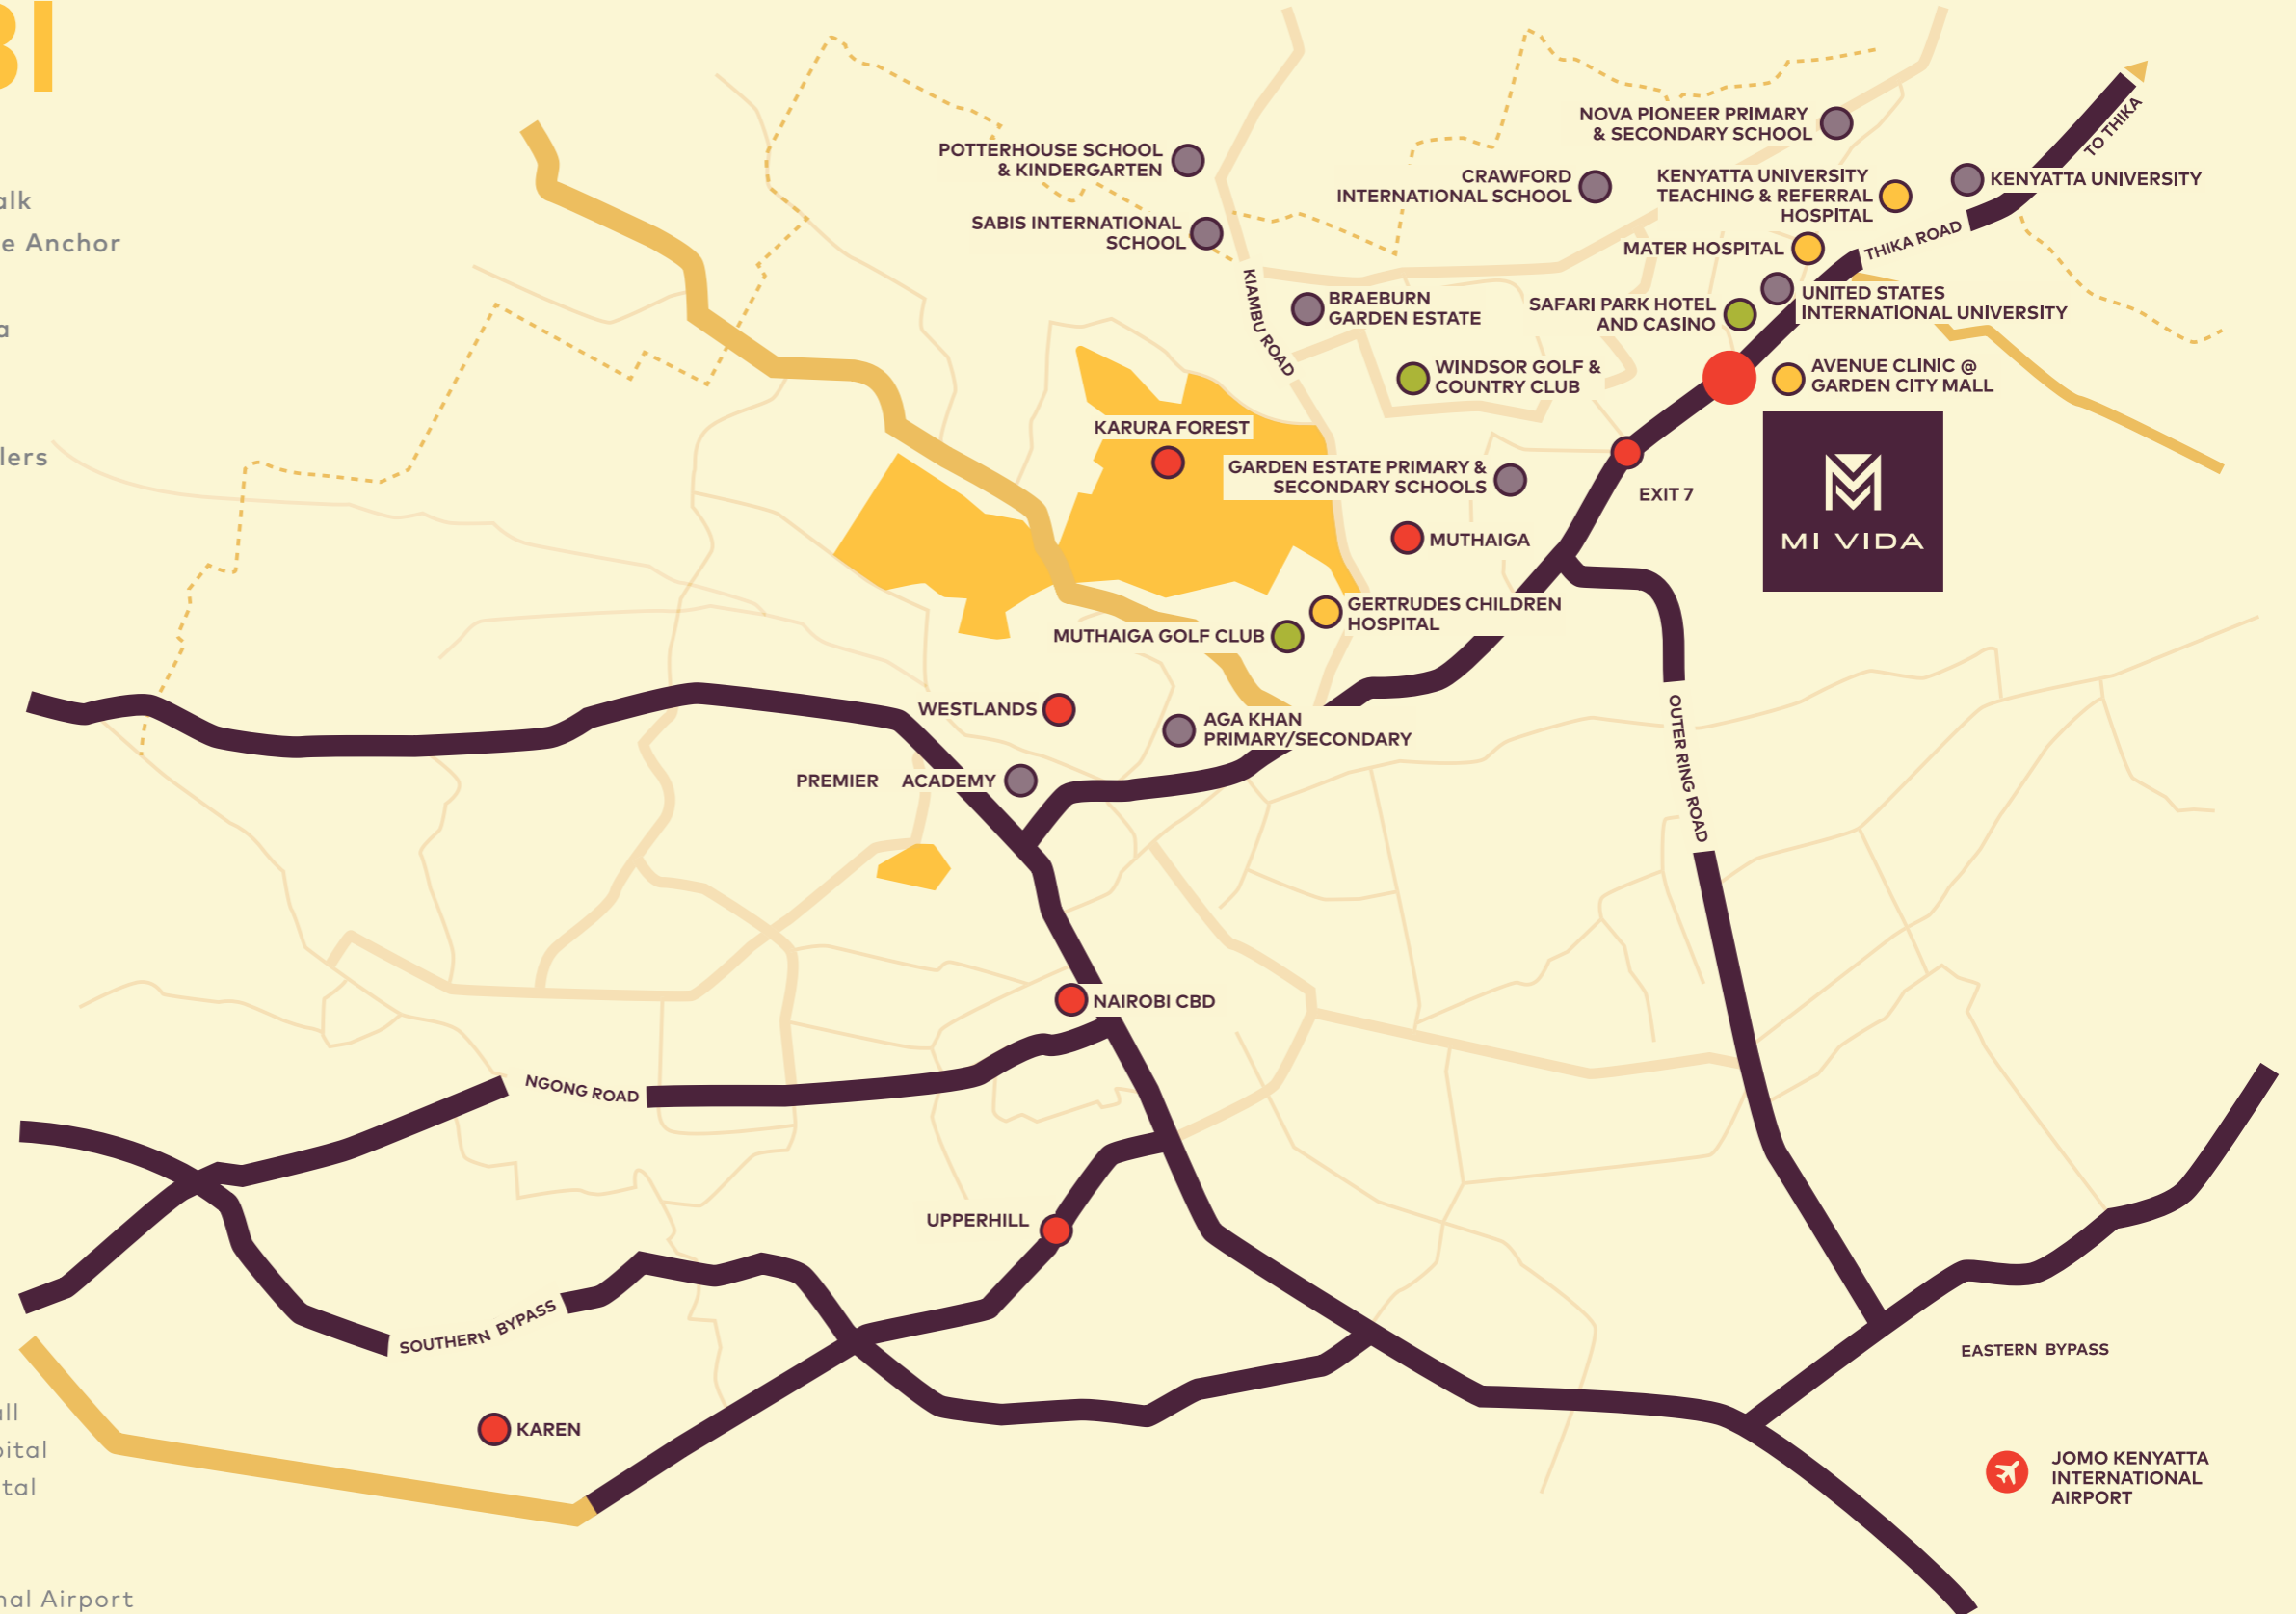 BI
alk
e Anchor
a
lers
all
pital
tal
nal Airport
POTTERHOUSE SCHOOL
& KINDERGARTEN
SABIS INTERNATIONAL
SCHOOL
NOVA PIONEER PRIMARY
& SECONDARY SCHOOL
CRAWFORD
INTERNATIONAL SCHOOL
KENYATTA UNIVERSITY
TEACHING & REFERRAL
HOSPITAL
KENYATTA UNIVERSITY
TO THIKA
THIKA ROAD
MATER HOSPITAL
KIAMBU ROAD
BRAEBURN
GARDEN ESTATE
SAFARI PARK HOTEL
AND CASINO
UNITED STATES
INTERNATIONAL UNIVERSITY
WINDSOR GOLF &
COUNTRY CLUB
AVENUE CLINIC @
GARDEN CITY MALL
KARURA FOREST
GARDEN ESTATE PRIMARY &
SECONDARY SCHOOLS
EXIT 7
MI VIDA
MUTHAIGA
GERTRUDES CHILDREN
HOSPITAL
MUTHAIGA GOLF CLUB
WESTLANDS
AGA KHAN
PRIMARY/SECONDARY
OUTER RING ROAD
PREMIER ACADEMY
NAIROBI CBD
NGONG ROAD
UPPERHILL
SOUTHERN BYPASS
EASTERN BYPASS
KAREN
JOMO KENYATTA
INTERNATIONAL
AIRPORT